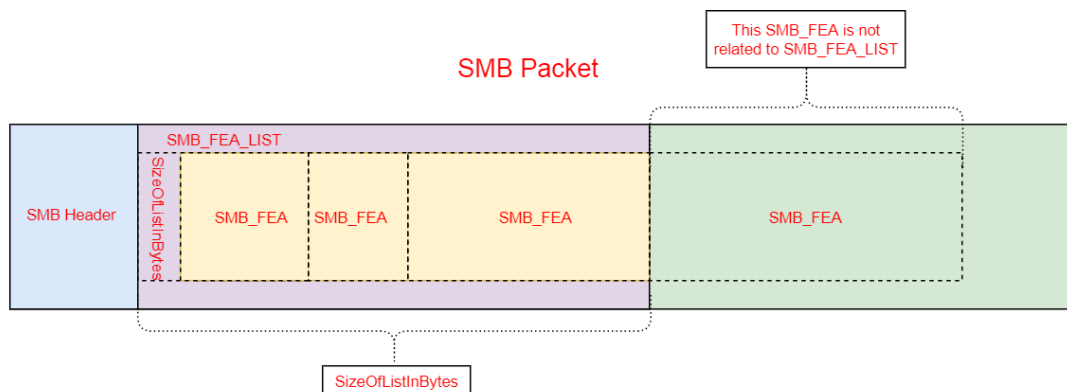 This SMB_FEA is not
related to SMB_FEA_LIST
SMB Packet
SMB_FEA_LIST
SMB Header
SizeOfListInBytes
SMB_FEA
SMB_FEA
SMB_FEA
SMB_FEA
SizeOfListInBytes